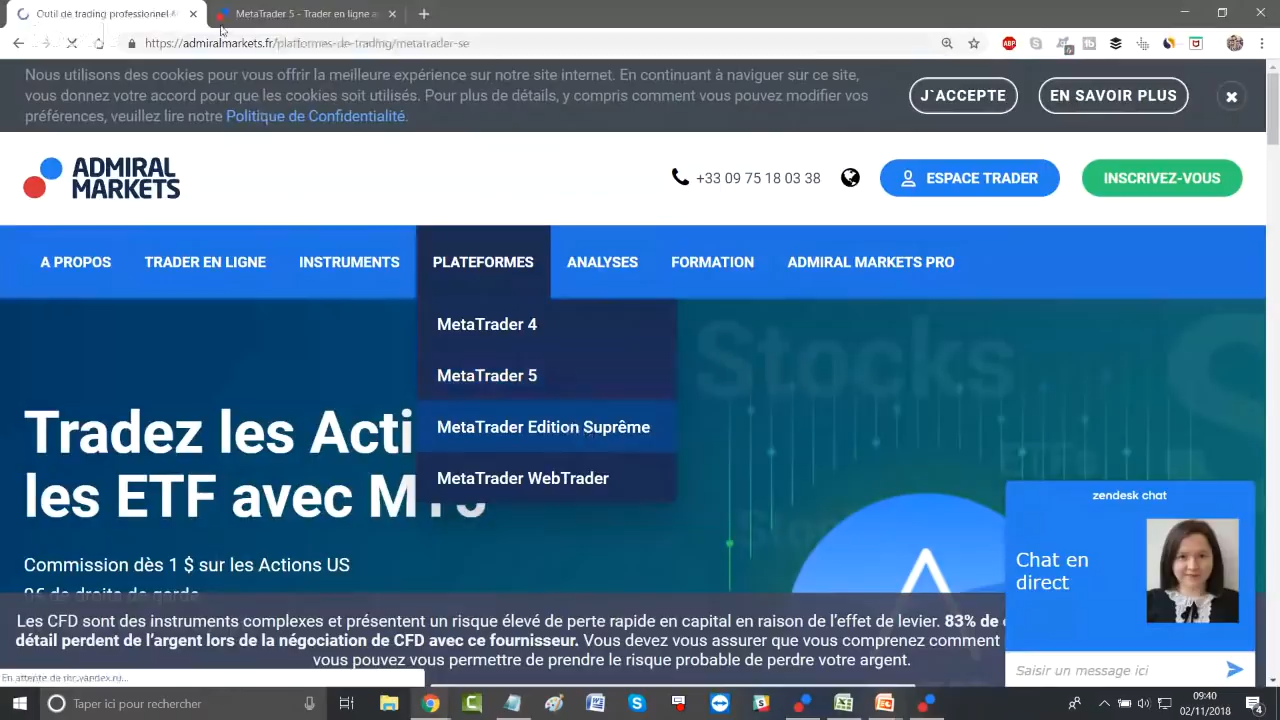 Outil de trading professionnel-M
MetaTrader 5 - Trader en ligne a
https://admiralmarkets.fr/plateformes-de-trading/metatrader-se
Nous utilisons des cookies pour vous offrir la meilleure expérience sur notre site internet. En continuant à naviguer sur ce site,
vous donnez votre accord pour que les cookies soit utilisés. Pour plus de détails, y compris comment vous pouvez modifier vos
préférences, veuillez lire notre Politique de Confidentialité.
J`ACCEPTE
EN SAVOIR PLUS
ADMIRAL
MARKETS
+33 09 75 18 03 38
ESPACE TRADER
INSCRIVEZ-VOUS
A PROPOS
TRADER EN LIGNE
INSTRUMENTS
PLATEFORMES
ANALYSES
FORMATION
ADMIRAL MARKETS PRO
MetaTrader 4
MetaTrader 5
MetaTrader Edition Suprême
MetaTrader WebTrader
Stocks
Tradez les Acti
les ETF avec MT5
Commission dès 1 $ sur les Actions US
0€ de droits de garde
zendesk chat
Chat en
direct
Saisir un message ici
Les CFD sont des instruments complexes et présentent un risque élevé de perte rapide en capital en raison de l'effet de levier. 83% de
détail perdent de l'argent lors de la négociation de CFD avec ce fournisseur. Vous devez vous assurer que vous comprenez comment
vous pouvez vous permettre de prendre le risque probable de perdre votre argent.
Taper ici pour rechercher
09:40
02/11/2018